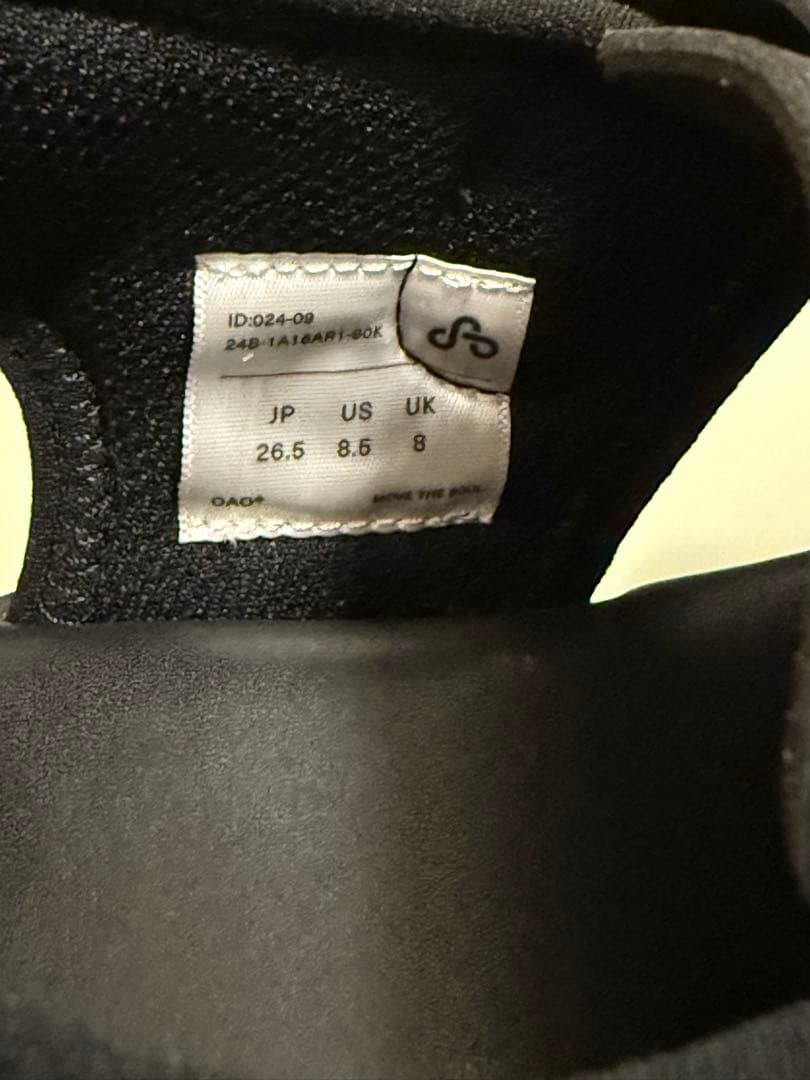 ID:024-09
24B-1A16AR1-90K
JP US UK
26.5 8.5 8
OAO
MOVE THE SOUL